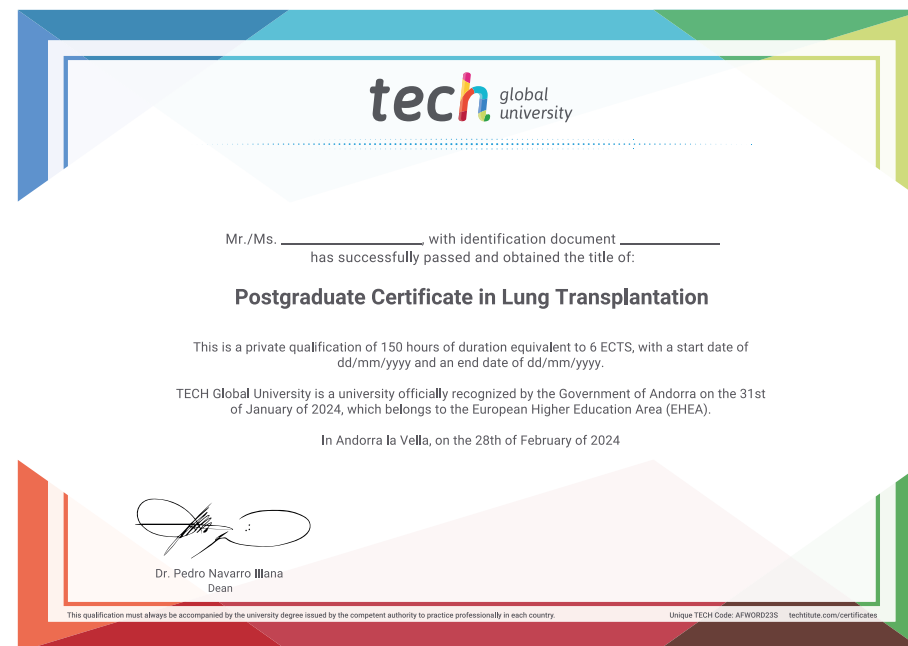 tech global
university
Mr./Ms. ____________________, with identification document ______________
has successfully passed and obtained the title of:
Postgraduate Certificate in Lung Transplantation
This is a private qualification of 150 hours of duration equivalent to 6 ECTS, with a start date of
dd/mm/yyyy and an end date of dd/mm/yyyy.
TECH Global University is a university officially recognized by the Government of Andorra on the 31st
of January of 2024, which belongs to the European Higher Education Area (EHEA).
In Andorra la Vella, on the 28th of February of 2024
Dr. Pedro Navarro Illana
Dean
This qualification must always be accompanied by the university degree issued by the competent authority to practice professionally in each country.
Unique TECH Code: AFWORD23S techtitute.com/certificates